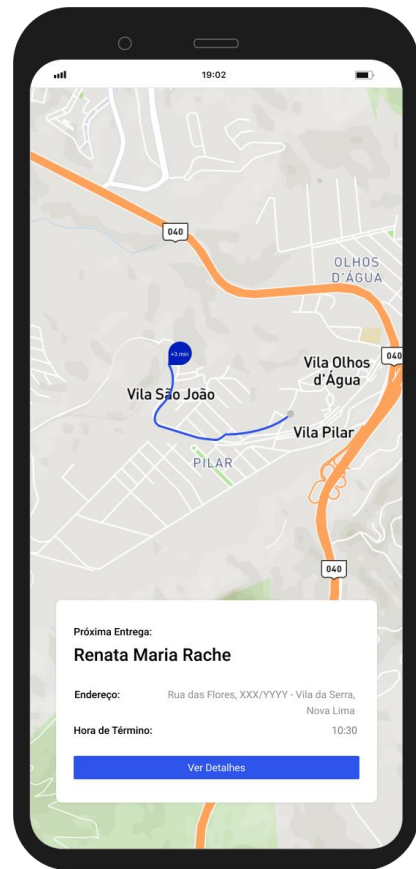 19:02
040
OLHOS
D'ÁGUA
+3 min
040
Vila Olhos
d'Água
Vila São João
Vila Pilar
PILAR
040
Próxima Entrega:
Renata Maria Rache
Endereço: Rua das Flores, XXX/YYYY - Vila da Serra,
Nova Lima
Hora de Término: 10:30
Ver Detalhes